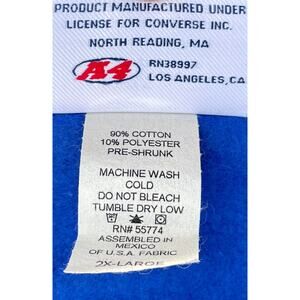 PRODUCT MANUFACTURED UNDER
LICENSE FOR CONVERSE INC.
NORTH READING, MA
A4
RN38997
LOS ANGELES, CA
90% COTTON
10% POLYESTER
PRE-SHRUNK
MACHINE WASH
COLD
DO NOT BLEACH
TUMBLE DRY LOW
RN# 55774
ASSEMBLED IN
MEXICO
OF U.S.A. FABRIC
2X-LARGE